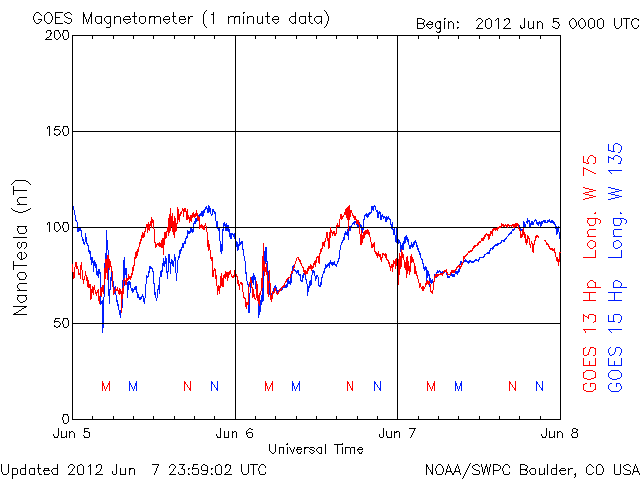 GOES Magnetometer (1 minute data)
Begin: 2012 Jun 5 0000 UTC
200
150
100
50
0
NanoTesla (nT)
M M N N M M N N M M N N
Jun 5 Jun 6 Jun 7 Jun 8
Universal Time
GOES 13 Hp Long. W 75
GOES 15 Hp Long. W 135
Updated 2012 Jun 7 23:59:02 UTC
NOAA/SWPC Boulder, CO USA